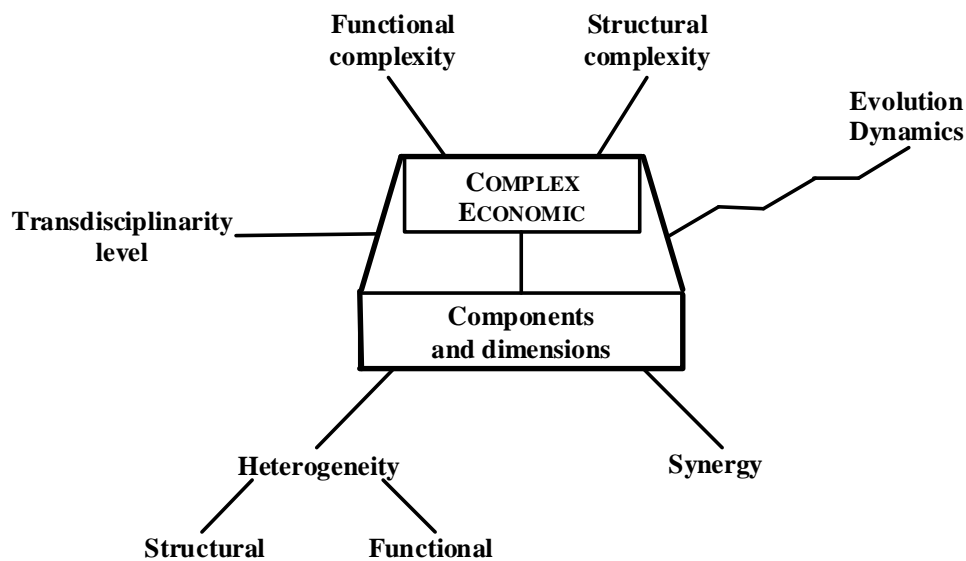 Functional
complexity
Structural
complexity
Evolution
Dynamics
COMPLEX
ECONOMIC
Transdisciplinarity
level
Components
and dimensions
Heterogeneity
Synergy
Structural
Functional